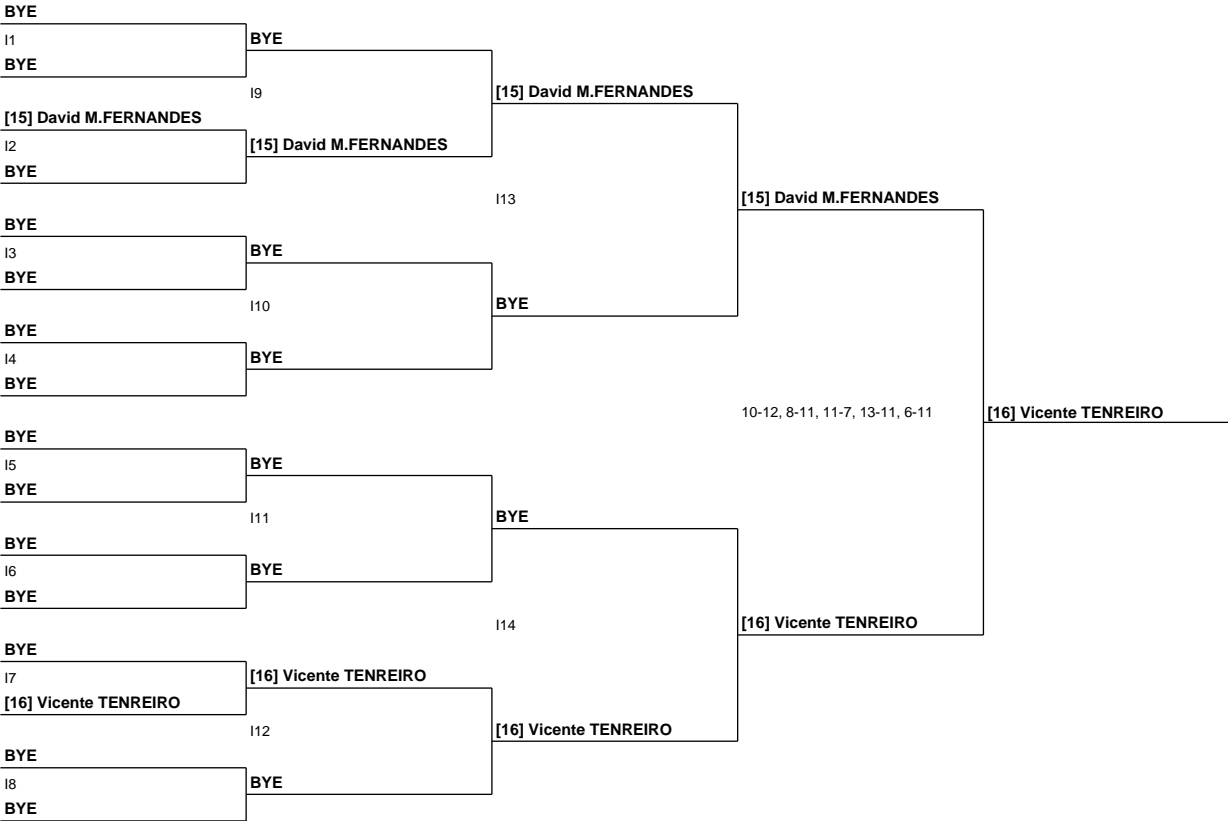 BYE
I1
BYE
BYE
I9
[15] David M.FERNANDES
[15] David M.FERNANDES
I2
[15] David M.FERNANDES
BYE
I13
[15] David M.FERNANDES
BYE
I3
BYE
BYE
I10
BYE
BYE
I4
BYE
BYE
10-12, 8-11, 11-7, 13-11, 6-11
[16] Vicente TENREIRO
BYE
I5
BYE
BYE
I11
BYE
BYE
I6
BYE
BYE
I14
[16] Vicente TENREIRO
BYE
I7
[16] Vicente TENREIRO
[16] Vicente TENREIRO
I12
[16] Vicente TENREIRO
BYE
I8
BYE
BYE